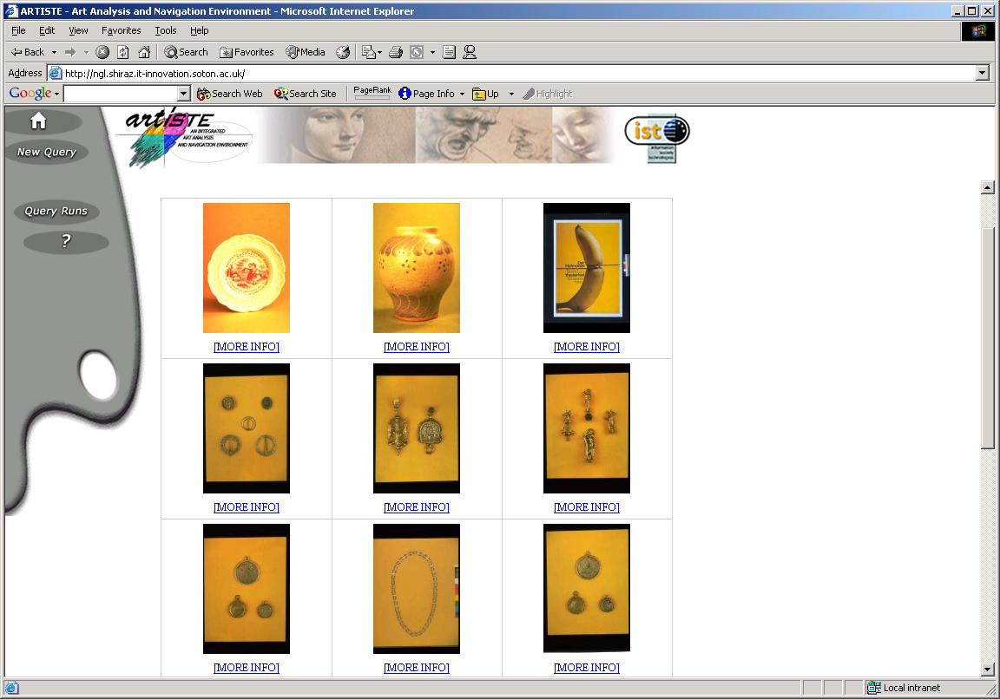 ARTISTE - Art Analysis and Navigation Environment - Microsoft Internet Explorer
File Edit View Favorites Tools Help
Back Search Favorites Media
Address http://ngl.shiraz.it-innovation.soton.ac.uk/
Google Search Web Search Site PageRank Page Info Up Highlight
artISTE
AN INTEGRATED
ART ANALYSIS
AND NAVIGATION ENVIRONMENT
ist
information
society
technologies
New Query
Query Runs
?
[MORE INFO] [MORE INFO] [MORE INFO]
[MORE INFO] [MORE INFO] [MORE INFO]
[MORE INFO] [MORE INFO] [MORE INFO]
Local intranet